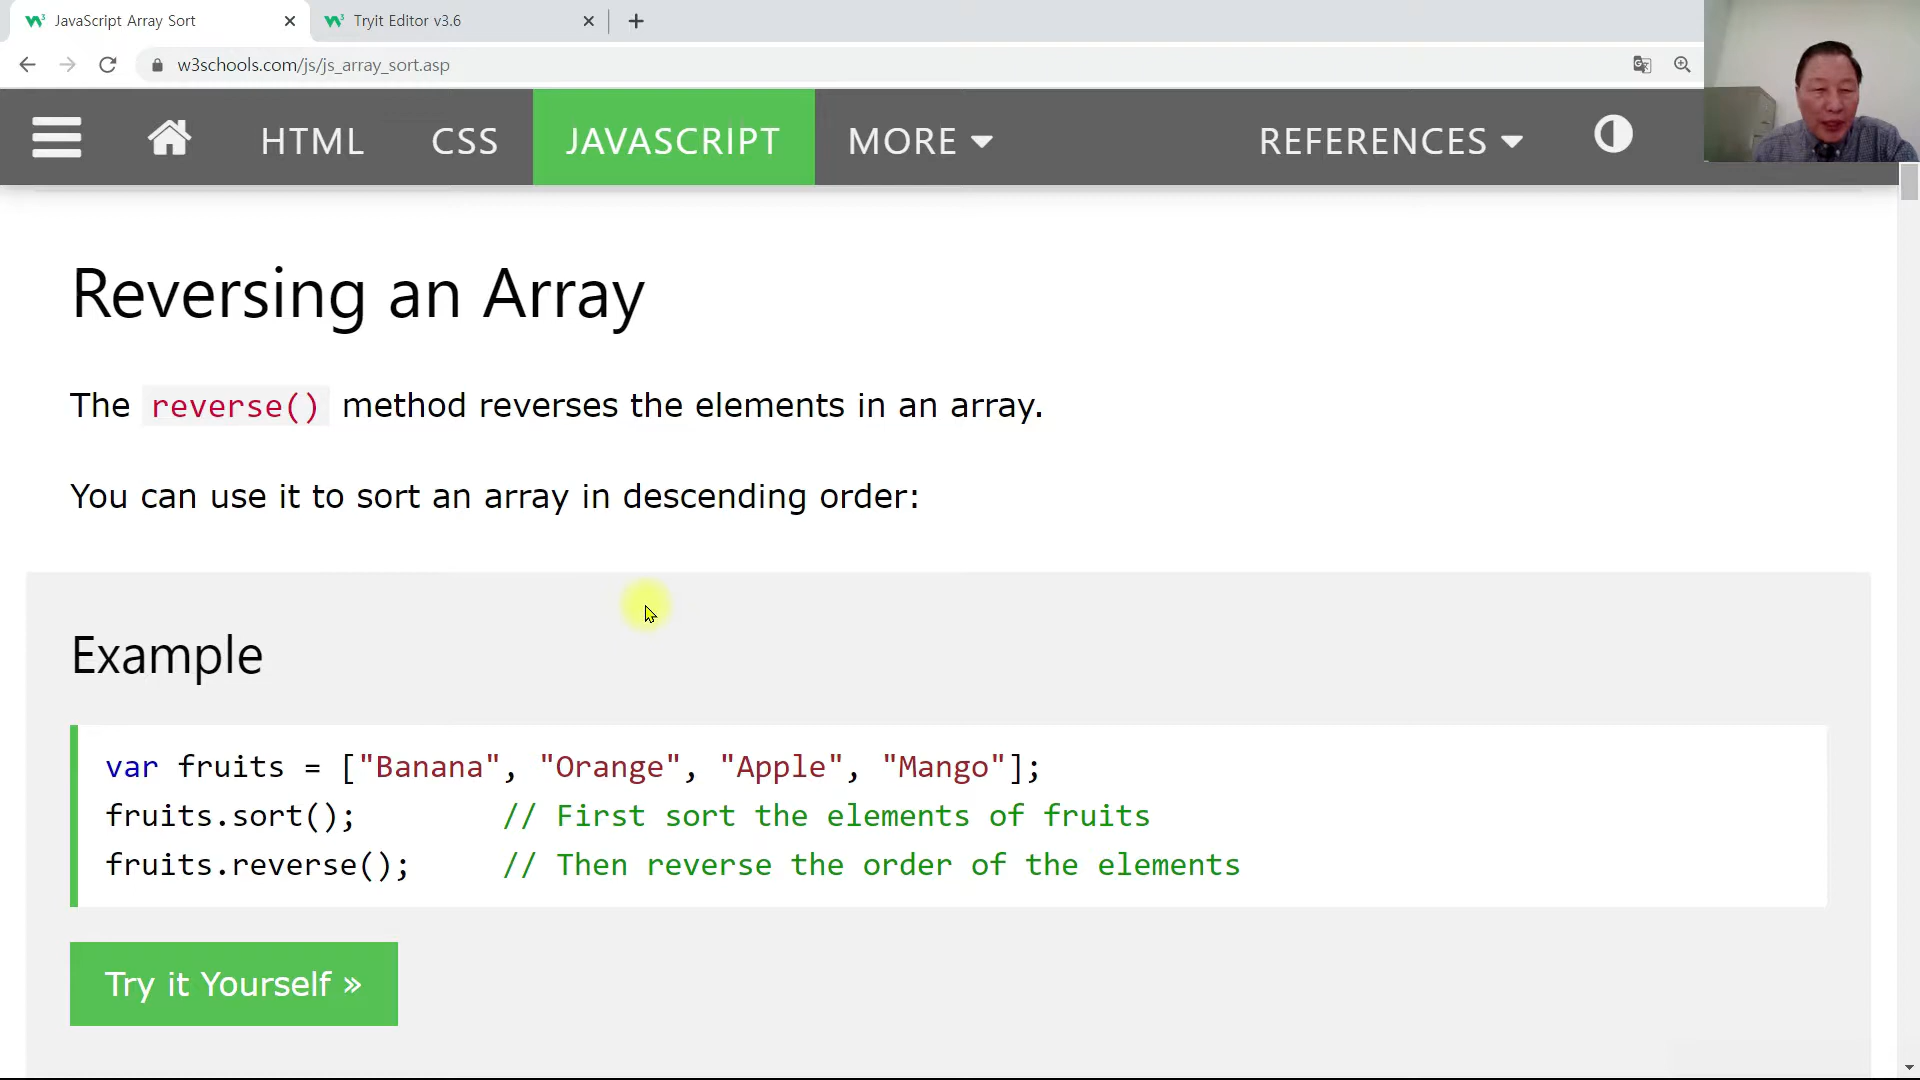 JavaScript Array Sort
Tryit Editor v3.6
w3schools.com/js/js_array_sort.asp
HTML CSS JAVASCRIPT MORE REFERENCES
Reversing an Array
The reverse() method reverses the elements in an array.
You can use it to sort an array in descending order:
Example
var fruits = ["Banana", "Orange", "Apple", "Mango"];
fruits.sort(); // First sort the elements of fruits
fruits.reverse(); // Then reverse the order of the elements
Try it Yourself »